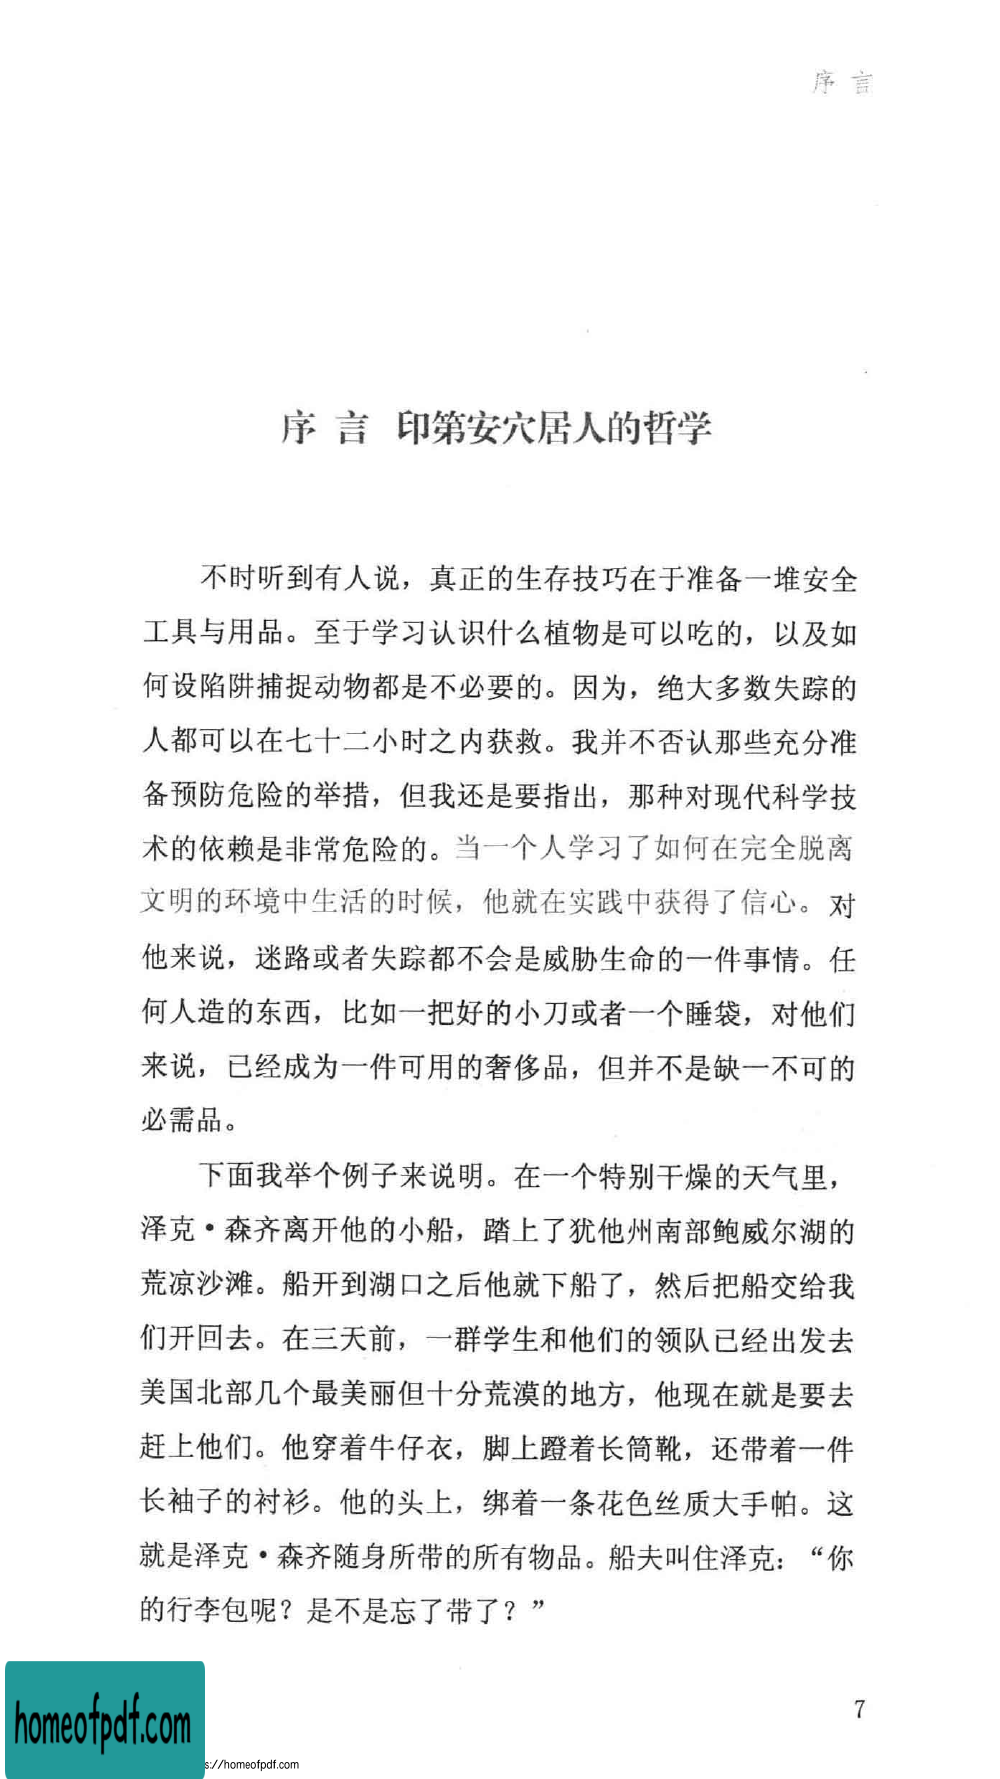 序 言
序 言 印第安穴居人的哲学
不时听到有人说，真正的生存技巧在于准备一堆安全
工具与用品。至于学习认识什么植物是可以吃的，以及如
何设陷阱捕捉动物都是不必要的。因为，绝大多数失踪的
人都可以在七十二小时之内获救。我并不否认那些充分准
备预防危险的举措，但我还是要指出，那种对现代科学技
术的依赖是非常危险的。当一个人学习了如何在完全脱离
文明的环境中生活的时候，他就在实践中获得了信心。对
他来说，迷路或者失踪都不会是威胁生命的一件事情。任
何人造的东西，比如一把好的小刀或者一个睡袋，对他们
来说，已经成为一件可用的奢侈品，但并不是缺一不可的
必需品。
下面我举个例子来说明。在一个特别干燥的天气里，
泽克·森齐离开他的小船，踏上了犹他州南部鲍威尔湖的
荒凉沙滩。船开到湖口之后他就下船了，然后把船交给我
们开回去。在三天前，一群学生和他们的领队已经出发去
美国北部几个最美丽但十分荒漠的地方，他现在就是要去
赶上他们。他穿着牛仔衣，脚上蹬着长筒靴，还带着一件
长袖子的衬衫。他的头上，绑着一条花色丝质大手帕。这
就是泽克·森齐随身所带的所有物品。船夫叫住泽克：“你
的行李包呢？是不是忘了带了？”
7
homeofpdf.com
s://homeofpdf.com